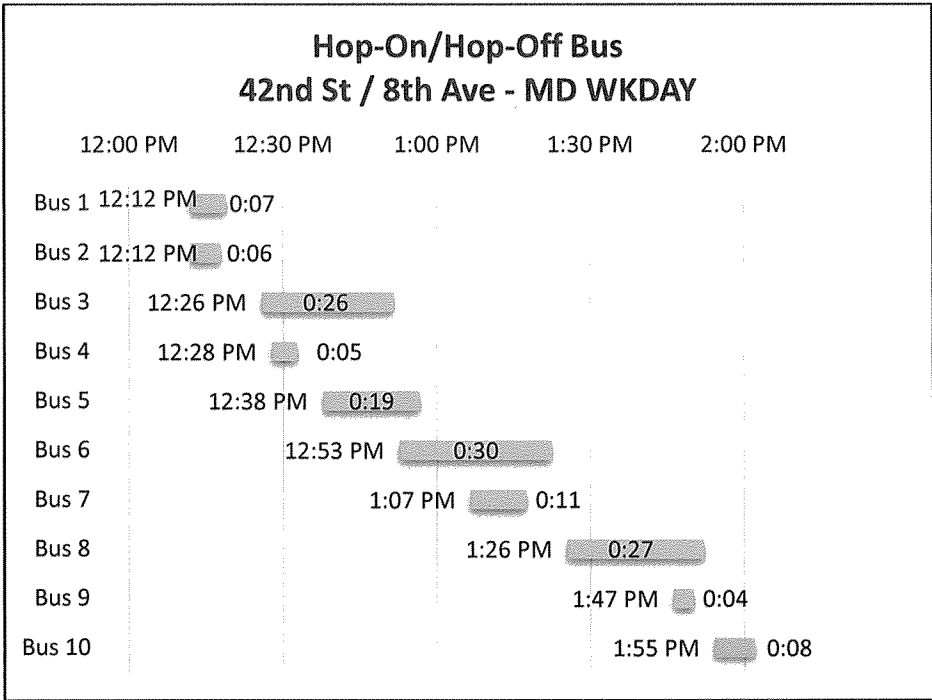 Hop-On/Hop-Off Bus
42nd St / 8th Ave - MD WKDAY
12:00 PM 12:30 PM 1:00 PM 1:30 PM 2:00 PM
Bus 1 12:12 PM 0:07
Bus 2 12:12 PM 0:06
Bus 3 12:26 PM 0:26
Bus 4 12:28 PM 0:05
Bus 5 12:38 PM 0:19
Bus 6 12:53 PM 0:30
Bus 7 1:07 PM 0:11
Bus 8 1:26 PM 0:27
Bus 9 1:47 PM 0:04
Bus 10 1:55 PM 0:08